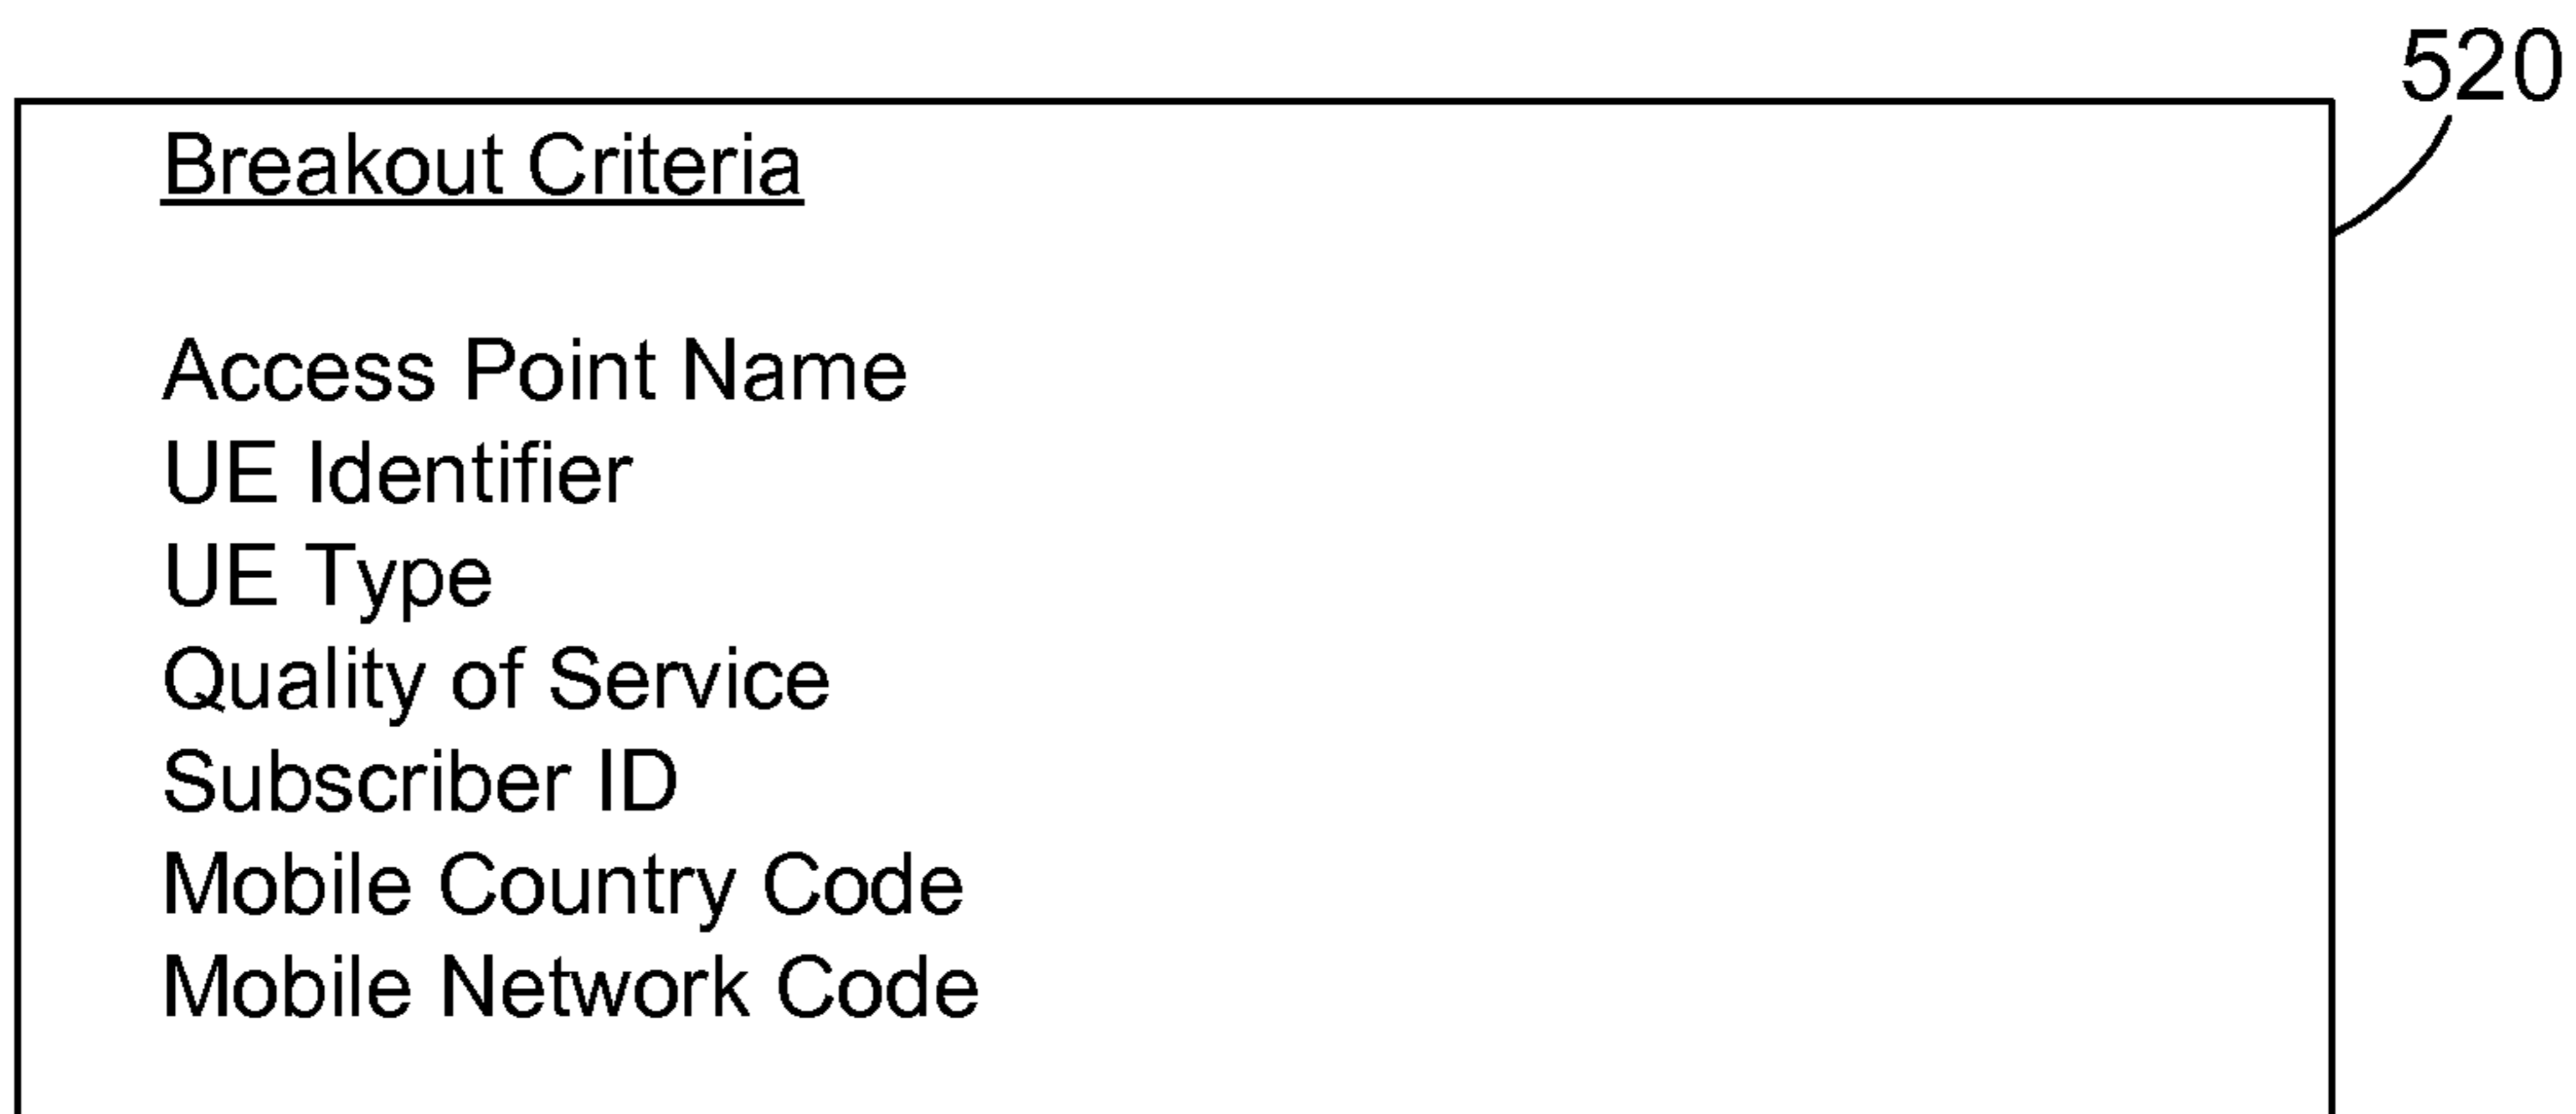 520
Breakout Criteria
Access Point Name
UE Identifier
UE Type
Quality of Service
Subscriber ID
Mobile Country Code
Mobile Network Code